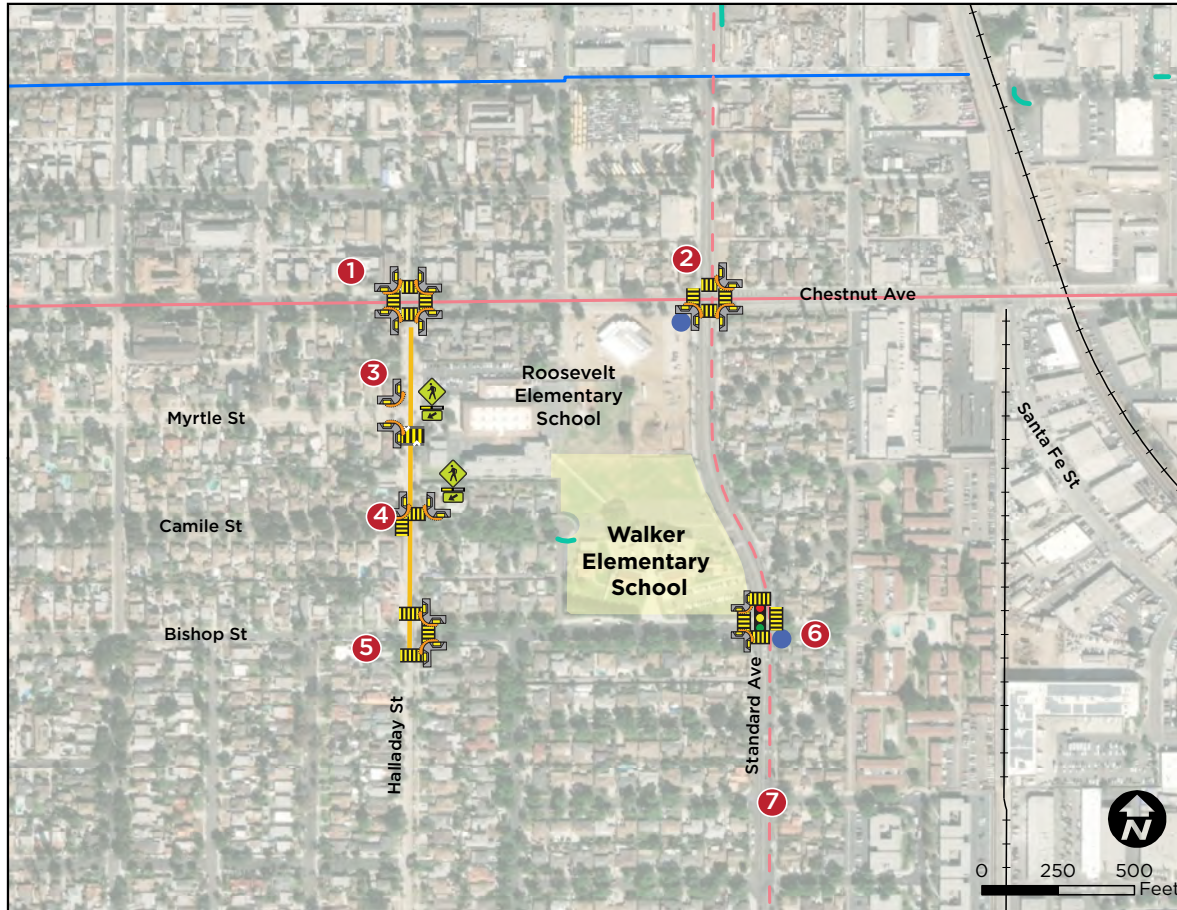 1
2
Chestnut Ave
3
Roosevelt
Elementary
School
Myrtle St
Santa Fe St
4
Camile St
Walker
Elementary
School
Bishop St
5
6
Halladay St
Standard Ave
7
N
0 250 500
Feet